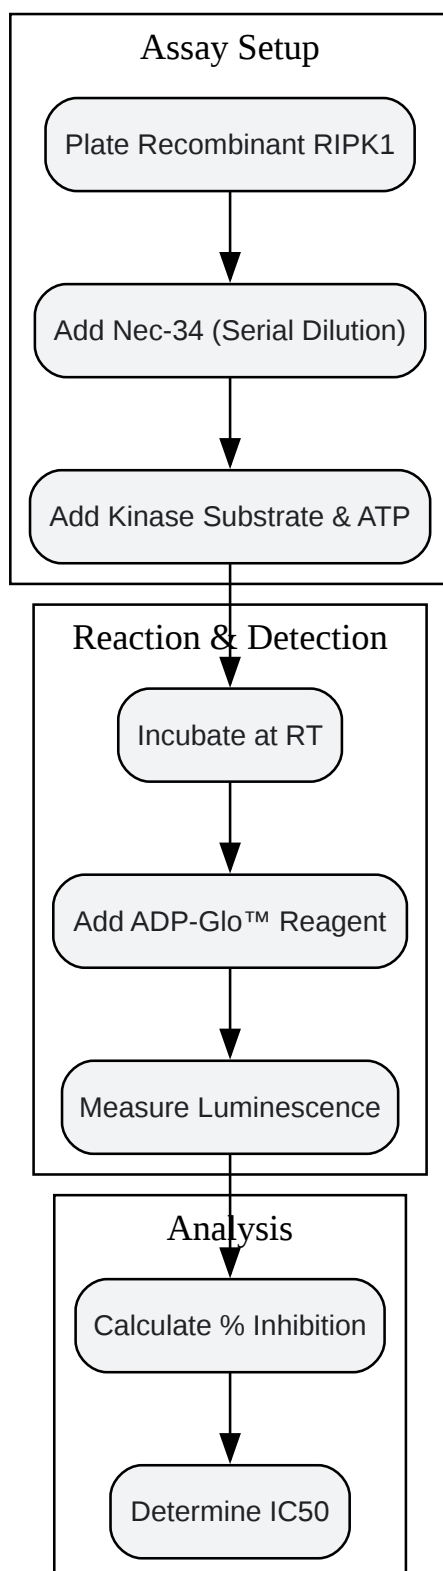 Assay Setup
Plate Recombinant RIPK1
Add Nec-34 (Serial Dilution)
Add Kinase Substrate & ATP
Reaction & Detection
Incubate at RT
Add ADP-Glo™ Reagent
Measure Luminescence
Analysis
Calculate % Inhibition
Determine IC50